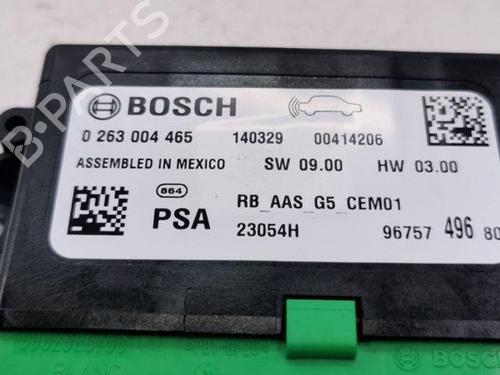 BOSCH
0 263 004 465 140329 00414206
ASSEMBLED IN MEXICO SW 09.00 HW 03.00
864
PSA RB_AAS_G5_CEM01
23054H 96757 496 80
B-PARTS
BOSCH